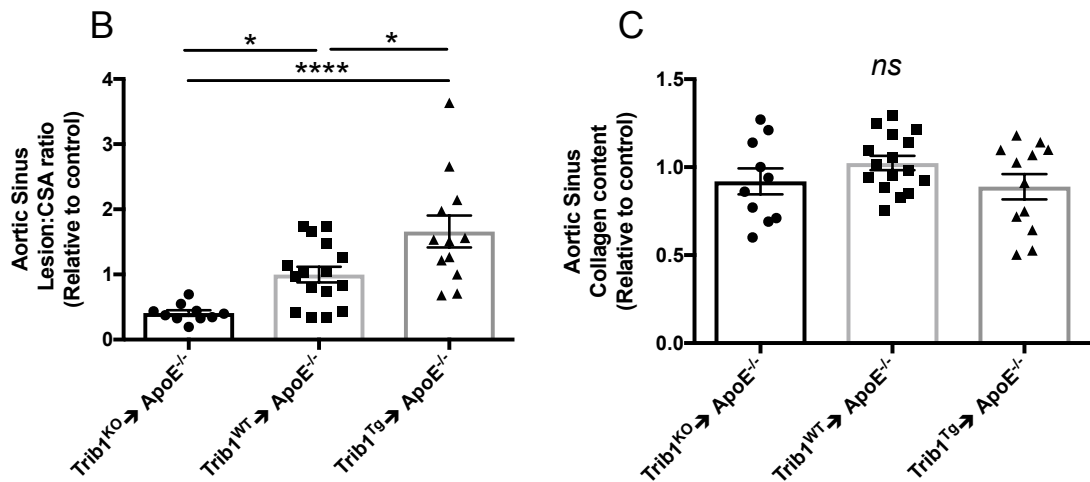 B
*
*
****
4
3
2
1
0
Aortic Sinus
Lesion:CSA ratio
(Relative to control)
Trib1KO➔ ApoE-/-
Trib1WT➔ ApoE-/-
Trib1Tg➔ ApoE-/-
C
ns
1.5
1.0
0.5
0.0
Aortic Sinus
Collagen content
(Relative to control)
Trib1KO➔ ApoE-/-
Trib1WT➔ ApoE-/-
Trib1Tg➔ ApoE-/-